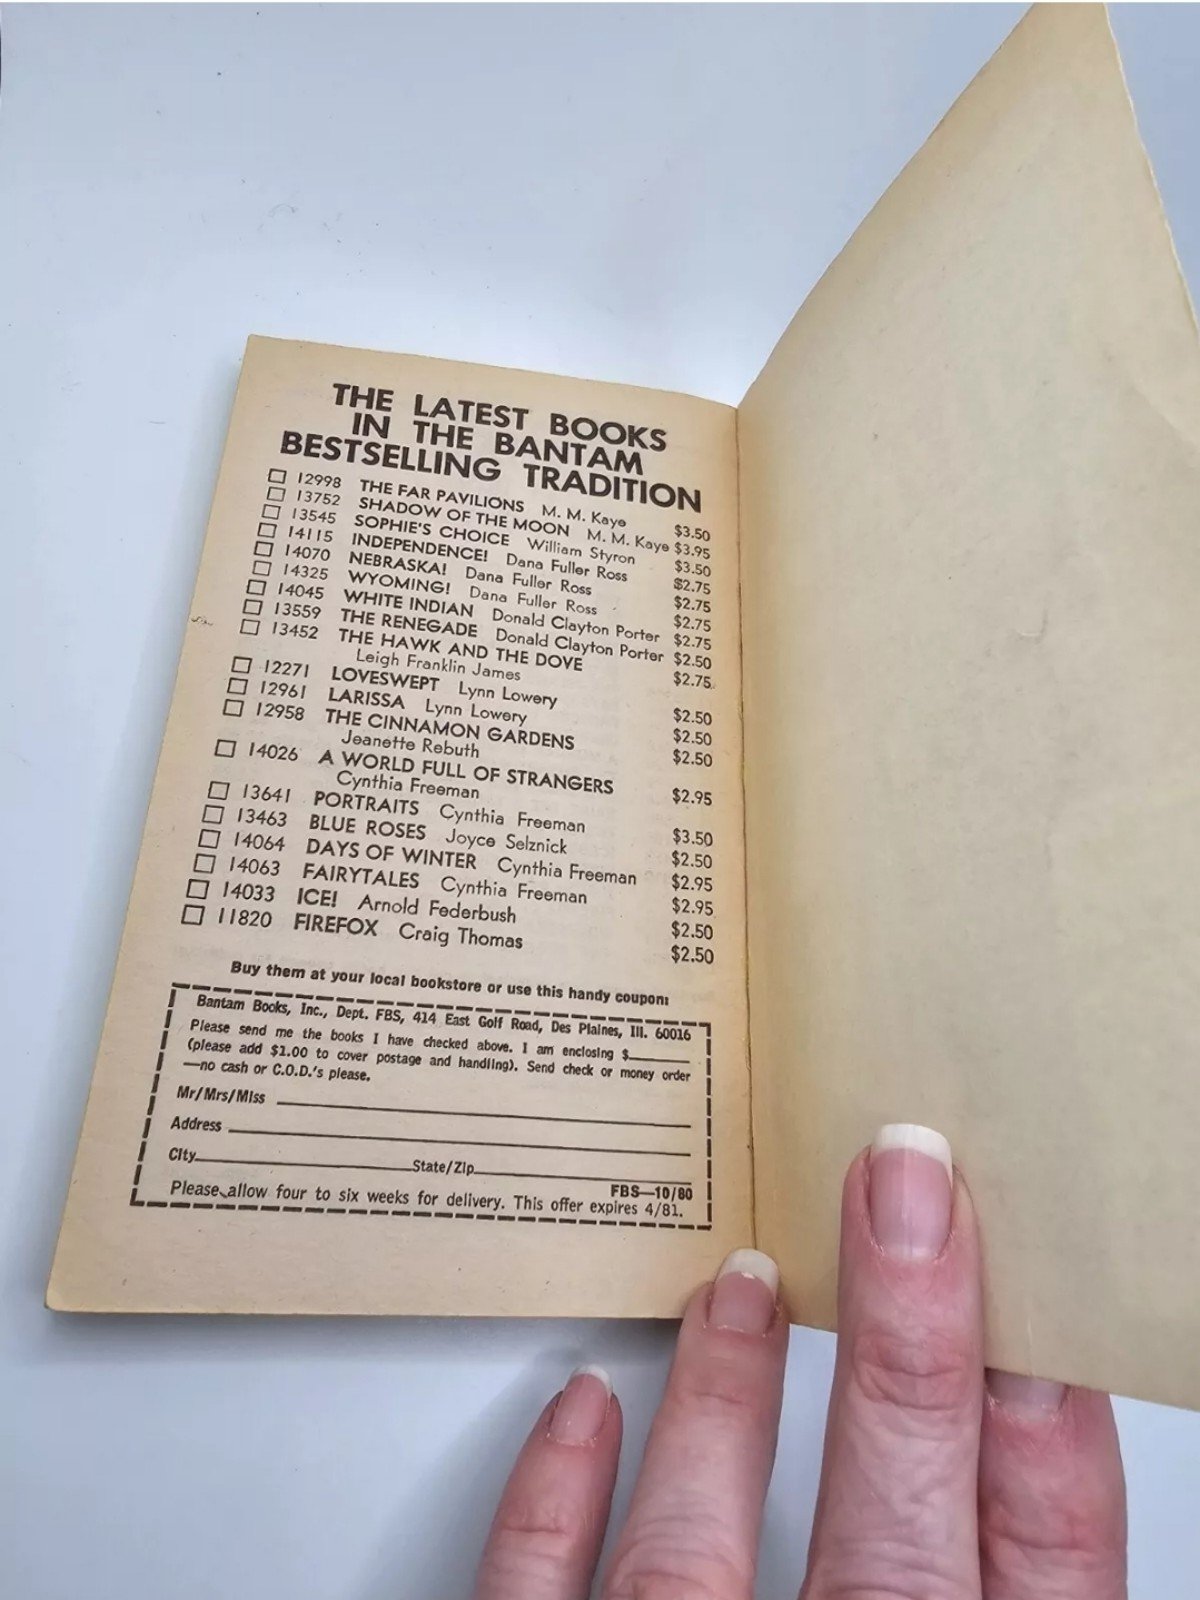 THE LATEST BOOKS
IN THE BANTAM
BESTSELLING TRADITION
☐ 12998 THE FAR PAVILIONS M. M. Kaye $3.50
☐ 13752 SHADOW OF THE MOON M. M. Kaye $3.95
☐ 13545 SOPHIE'S CHOICE William Styron $3.50
☐ 14115 INDEPENDENCE! Dana Fuller Ross $2.75
☐ 14070 NEBRASKA! Dana Fuller Ross $2.75
☐ 14325 WYOMING! Dana Fuller Ross $2.75
☐ 14045 WHITE INDIAN Donald Clayton Porter $2.75
☐ 13559 THE RENEGADE Donald Clayton Porter $2.50
☐ 13452 THE HAWK AND THE DOVE $2.75
Leigh Franklin James
☐ 12271 LOVESWEPT Lynn Lowery $2.50
☐ 12961 LARISSA Lynn Lowery $2.50
☐ 12958 THE CINNAMON GARDENS $2.50
Jeanette Rebuth
☐ 14026 A WORLD FULL OF STRANGERS $2.95
Cynthia Freeman
☐ 13641 PORTRAITS Cynthia Freeman $3.50
☐ 13463 BLUE ROSES Joyce Selznick $2.50
☐ 14064 DAYS OF WINTER Cynthia Freeman $2.95
☐ 14063 FAIRYTALES Cynthia Freeman $2.95
☐ 14033 ICE! Arnold Federbush $2.50
☐ 11820 FIREFOX Craig Thomas $2.50
Buy them at your local bookstore or use this handy coupon:
Bantam Books, Inc., Dept. FBS, 414 East Golf Road, Des Plaines, Ill. 60016
Please send me the books I have checked above. I am enclosing $________
(please add $1.00 to cover postage and handling). Send check or money order
—no cash or C.O.D.'s please.
Mr/Mrs/Miss
Address
City State/Zip
FBS—10/80
Please allow four to six weeks for delivery. This offer expires 4/81.